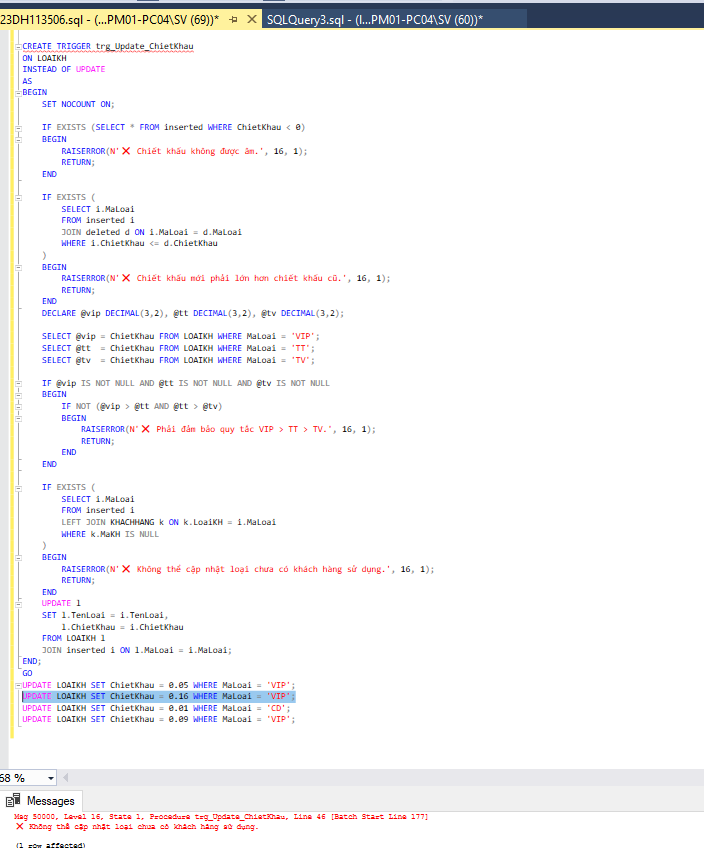 23DH113506.sql - (...PM01-PC04\SV (69))* SQLQuery3.sql - (l...PM01-PC04\SV (60))*
CREATE TRIGGER trg_Update_ChietKhau
ON LOAIKH
INSTEAD OF UPDATE
AS
BEGIN
SET NOCOUNT ON;
IF EXISTS (SELECT * FROM inserted WHERE ChietKhau < 0)
BEGIN
RAISERROR(N'❌ Chiết khấu không được âm.', 16, 1);
RETURN;
END
IF EXISTS (
SELECT i.MaLoai
FROM inserted i
JOIN deleted d ON i.MaLoai = d.MaLoai
WHERE i.ChietKhau <= d.ChietKhau
)
BEGIN
RAISERROR(N'❌ Chiết khấu mới phải lớn hơn chiết khấu cũ.', 16, 1);
RETURN;
END
DECLARE @vip DECIMAL(3,2), @tt DECIMAL(3,2), @tv DECIMAL(3,2);
SELECT @vip = ChietKhau FROM LOAIKH WHERE MaLoai = 'VIP';
SELECT @tt = ChietKhau FROM LOAIKH WHERE MaLoai = 'TT';
SELECT @tv = ChietKhau FROM LOAIKH WHERE MaLoai = 'TV';
IF @vip IS NOT NULL AND @tt IS NOT NULL AND @tv IS NOT NULL
BEGIN
IF NOT (@vip > @tt AND @tt > @tv)
BEGIN
RAISERROR(N'❌ Phải đảm bảo quy tắc VIP > TT > TV.', 16, 1);
RETURN;
END
END
IF EXISTS (
SELECT i.MaLoai
FROM inserted i
LEFT JOIN KHACHHANG k ON k.LoaiKH = i.MaLoai
WHERE k.MaKH IS NULL
)
BEGIN
RAISERROR(N'❌ Không thể cập nhật loại chưa có khách hàng sử dụng.', 16, 1);
RETURN;
END
UPDATE l
SET l.TenLoai = i.TenLoai,
l.ChietKhau = i.ChietKhau
FROM LOAIKH l
JOIN inserted i ON l.MaLoai = i.MaLoai;
END;
GO
UPDATE LOAIKH SET ChietKhau = 0.05 WHERE MaLoai = 'VIP';
UPDATE LOAIKH SET ChietKhau = 0.16 WHERE MaLoai = 'VIP';
UPDATE LOAIKH SET ChietKhau = 0.01 WHERE MaLoai = 'CD';
UPDATE LOAIKH SET ChietKhau = 0.09 WHERE MaLoai = 'VIP';
68 %
Messages
Msg 50000, Level 16, State 1, Procedure trg_Update_ChietKhau, Line 46 [Batch Start Line 177]
❌ Không thể cập nhật loại chưa có khách hàng sử dụng.
(1 row affected)